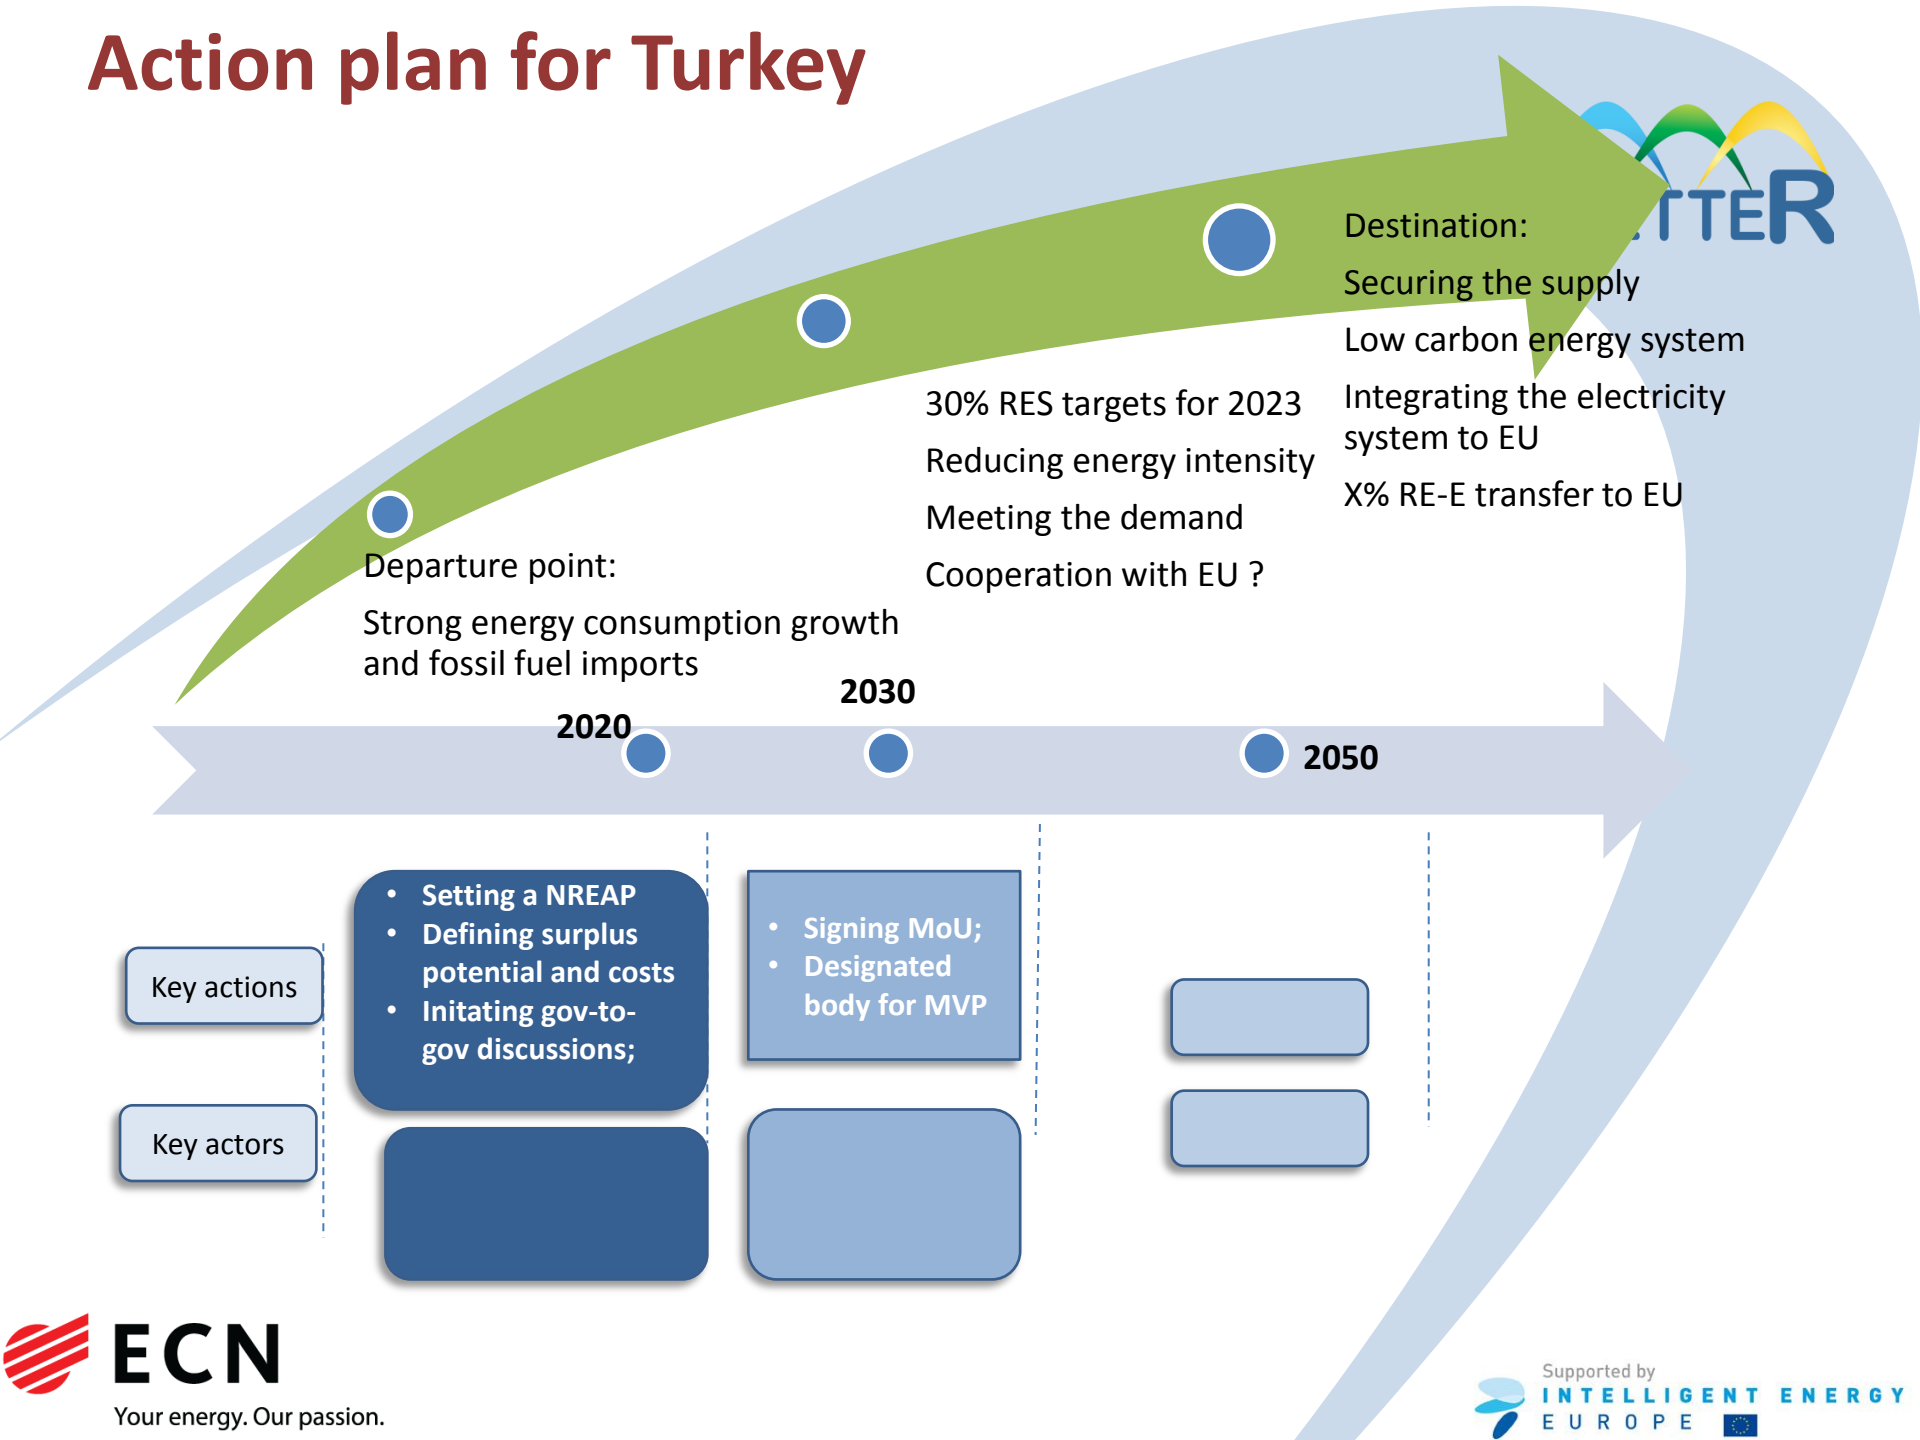 Action plan for Turkey
TTER
Destination:
Securing the supply
Low carbon energy system
Integrating the electricity
system to EU
X% RE-E transfer to EU
30% RES targets for 2023
Reducing energy intensity
Meeting the demand
Cooperation with EU ?
Departure point:
Strong energy consumption growth
and fossil fuel imports
2020
2030
2050
Key actions
• Setting a NREAP
• Defining surplus
potential and costs
• Initating gov-to-
gov discussions;
• Signing MoU;
• Designated
body for MVP
Key actors
ECN
Your energy. Our passion.
Supported by
INTELLIGENT ENERGY
EUROPE